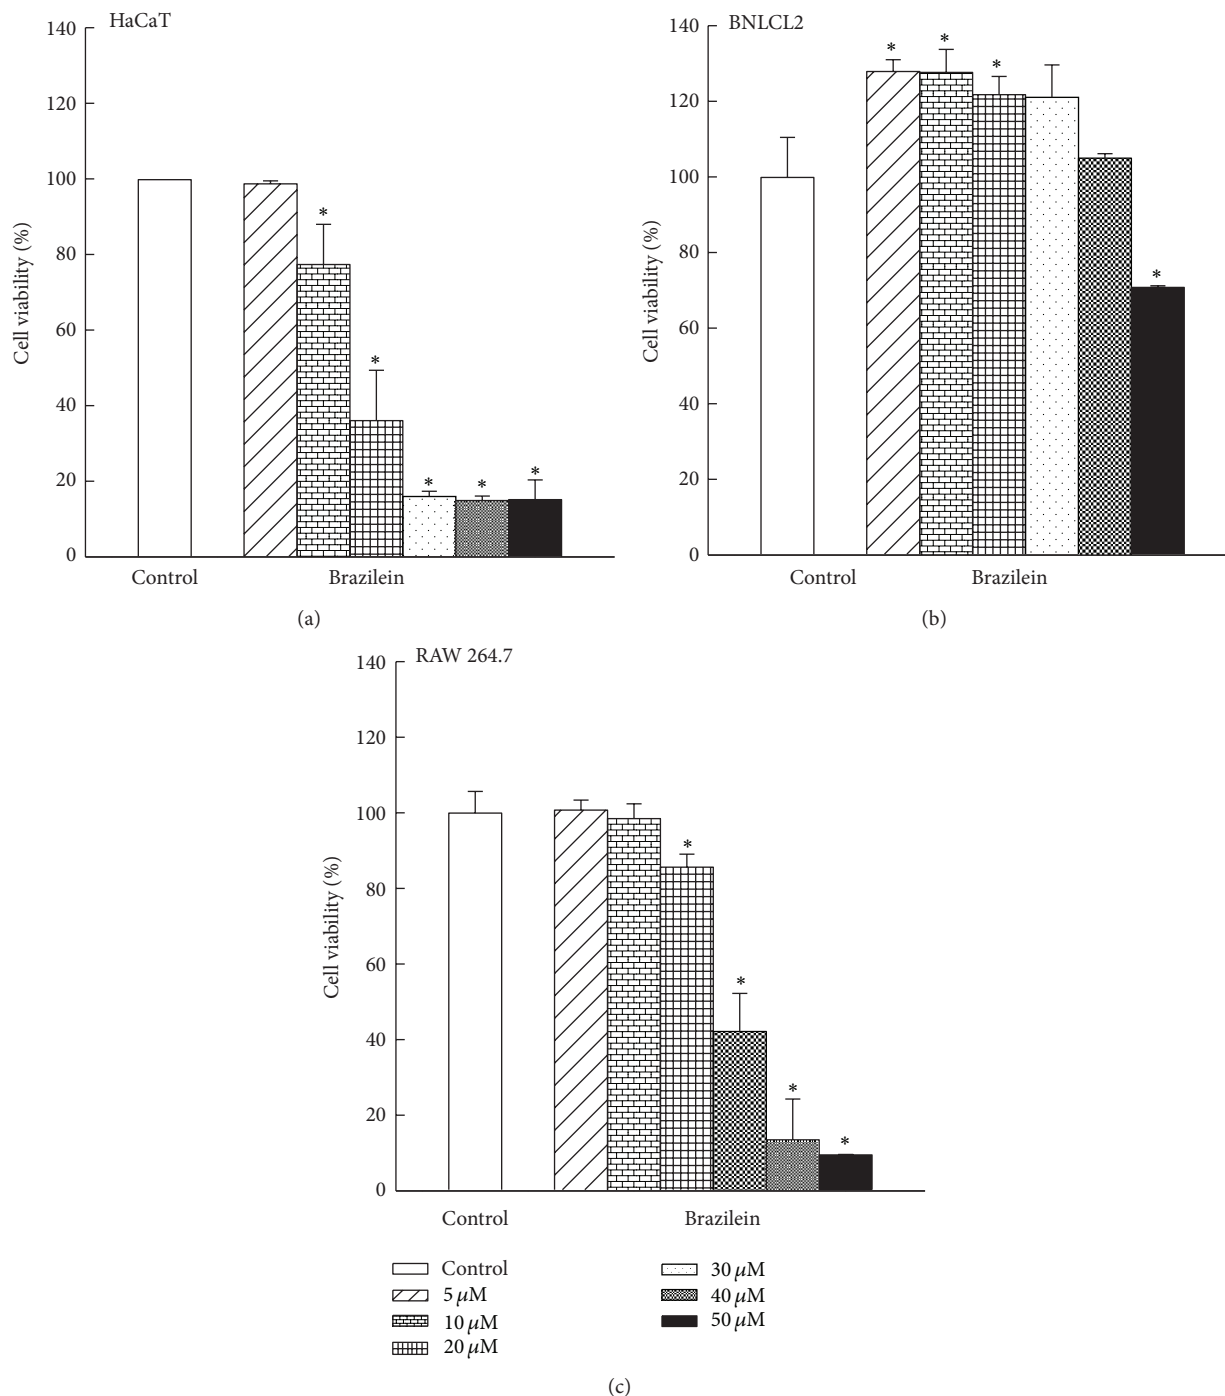 HaCaT
140
120
100
80
60
40
20
0
Cell viability (%)
*
*
*
*
*
Control
Brazilein
(a)
BNLCL2
140
120
100
80
60
40
20
0
Cell viability (%)
*
*
*
*
Control
Brazilein
(b)
RAW 264.7
140
120
100
80
60
40
20
0
Cell viability (%)
*
*
*
*
Control
Brazilein
Control
5 μM
10 μM
20 μM
30 μM
40 μM
50 μM
(c)